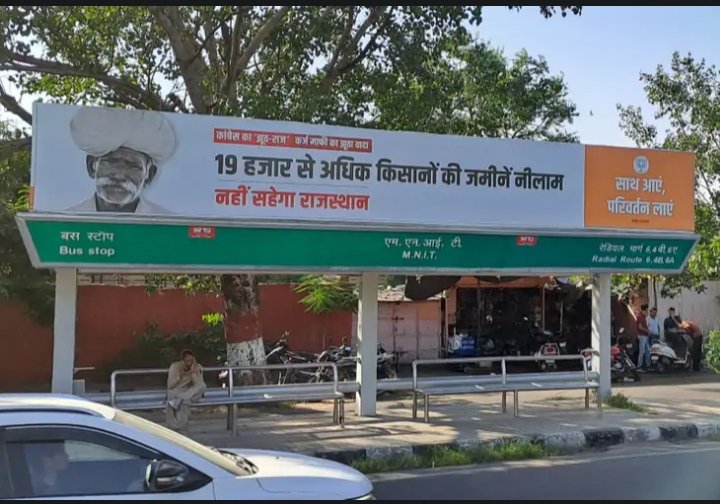 कांग्रेस का 'झूठ-राज' कर्ज माफी का झूठा वादा
19 हजार से अधिक किसानों की जमीनें नीलाम
नहीं सहेगा राजस्थान
साथ आएं,
परिवर्तन लाएं
बस स्टॉप
Bus stop
एम. एन. आई. टी.
M.N.I.T.
रेडियल मार्ग 6,4बी,6ए
Radial Route 6,4B,6A